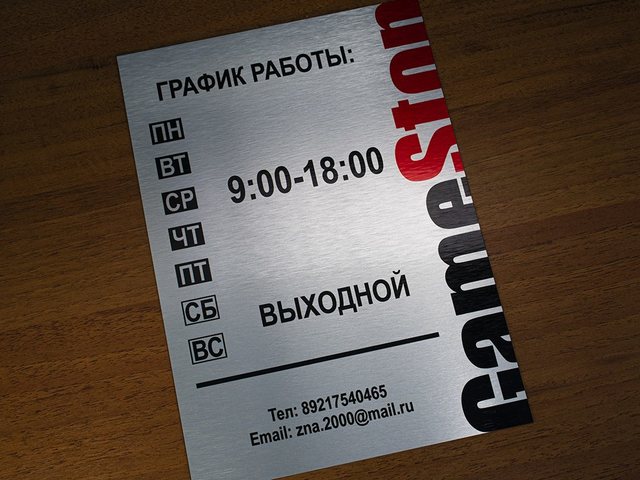 ГРАФИК РАБОТЫ:
ПН
ВТ
СР
ЧТ
ПТ
9:00-18:00
СБ
ВС
ВЫХОДНОЙ
Тел: 89217540465
Email: zna.2000@mail.ru
GameStop